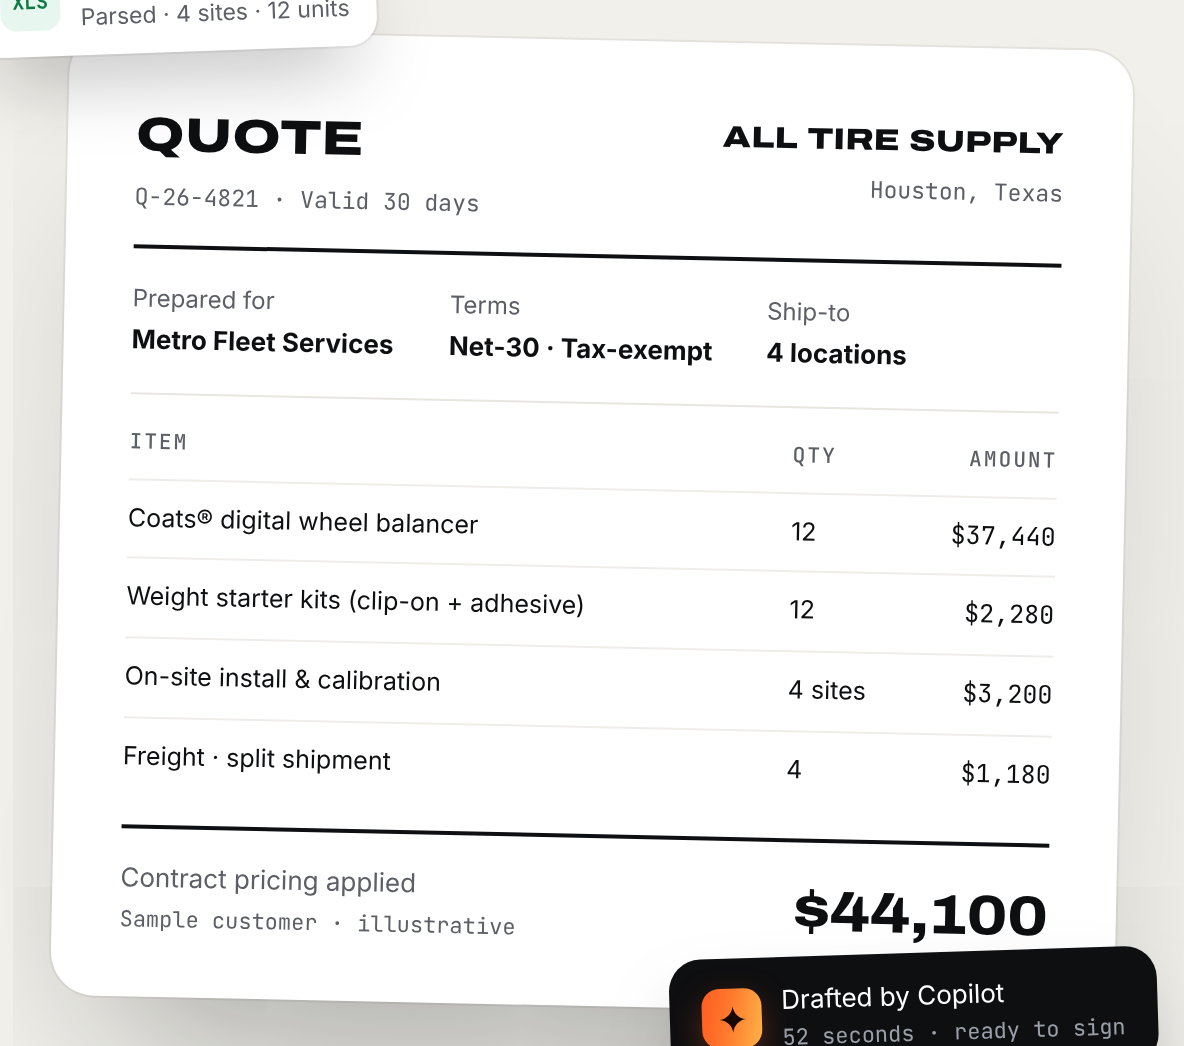 XLS
Parsed · 4 sites · 12 units
QUOTE
ALL TIRE SUPPLY
Q-26-4821 · Valid 30 days
Houston, Texas
Prepared for
Metro Fleet Services
Terms
Net-30 · Tax-exempt
Ship-to
4 locations
ITEM QTY AMOUNT
Coats® digital wheel balancer 12 $37,440
Weight starter kits (clip-on + adhesive) 12 $2,280
On-site install & calibration 4 sites $3,200
Freight · split shipment 4 $1,180
Contract pricing applied
Sample customer · illustrative
$44,100
Drafted by Copilot
52 seconds · ready to sign